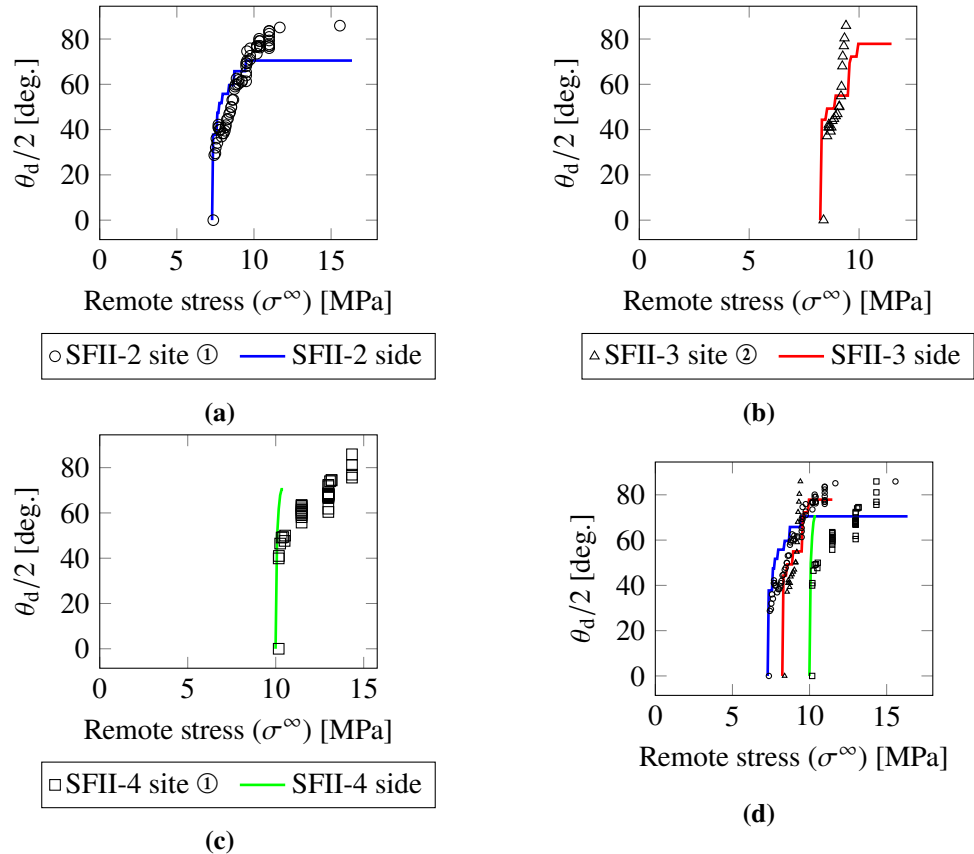 80
60
40
20
0
θd/2 [deg.]
0 5 10 15
Remote stress (σ∞) [MPa]
SFII-2 site ① SFII-2 side
(a)
80
60
40
20
0
θd/2 [deg.]
0 5 10
Remote stress (σ∞) [MPa]
SFII-3 site ② SFII-3 side
(b)
80
60
40
20
0
θd/2 [deg.]
0 5 10 15
Remote stress (σ∞) [MPa]
SFII-4 site ① SFII-4 side
(c)
80
60
40
20
0
θd/2 [deg.]
0 5 10 15
Remote stress (σ∞) [MPa]
(d)